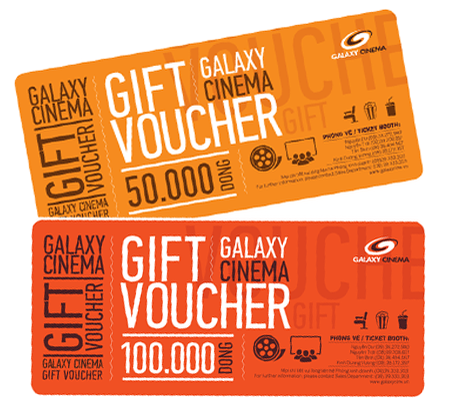 GALAXY
CINEMA
GIFT
VOUCHER
GALAXY CINEMA
GIFT VOUCHER
GIFT
VOUCHER
GALAXY
CINEMA
50.000
DONG
VOUCHER
GIFT
GALAXY CINEMA
PHÒNG VÉ / TICKET BOOTH:
GALAXY
CINEMA
GIFT
VOUCHER
GALAXY CINEMA
GIFT VOUCHER
GIFT
VOUCHER
GALAXY
CINEMA
100.000
DONG
VOUCHER
GIFT
GALAXY CINEMA
PHÒNG VÉ / TICKET BOOTH: